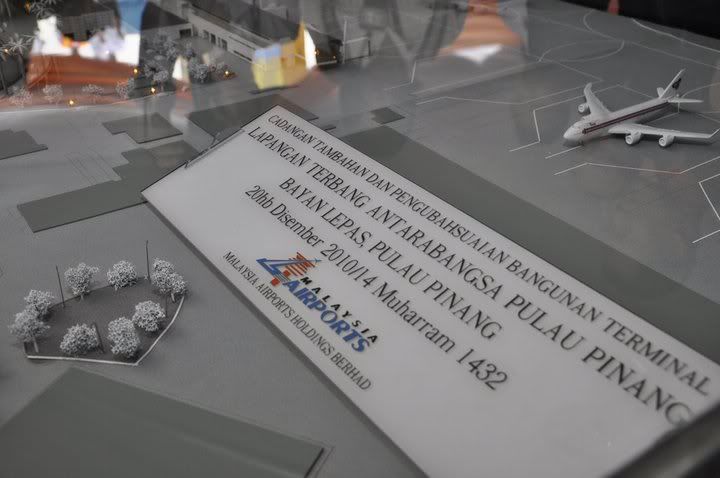 CADANGAN TAMBAHAN DAN PENGUBAHSUAIAN BANGUNAN TERMINAL
LAPANGAN TERBANG ANTARABANGSA PULAU PINANG
BAYAN LEPAS, PULAU PINANG
20hb Disember 2010/14 Muharram 1432
MALAYSIA
AIRPORTS
MALAYSIA AIRPORTS HOLDINGS BERHAD